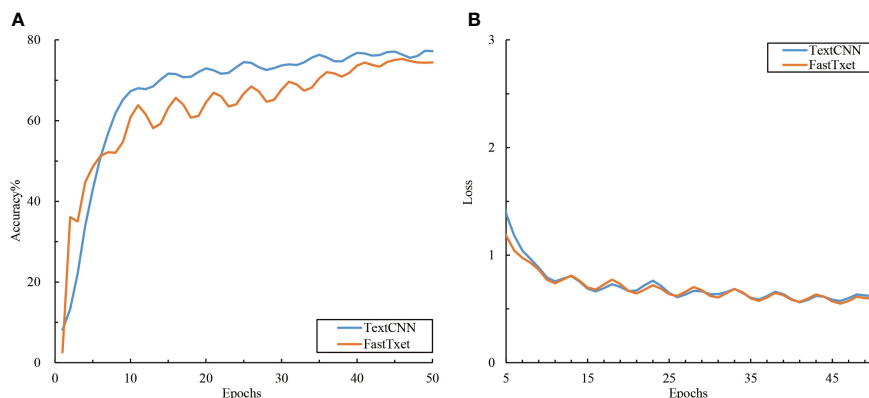 A
80
60
40
20
0
Accuracy%
0 10 20 30 40 50
Epochs
TextCNN
FastTxet
B
3
2
1
0
Loss
5 15 25 35 45
Epochs
TextCNN
FastTxet